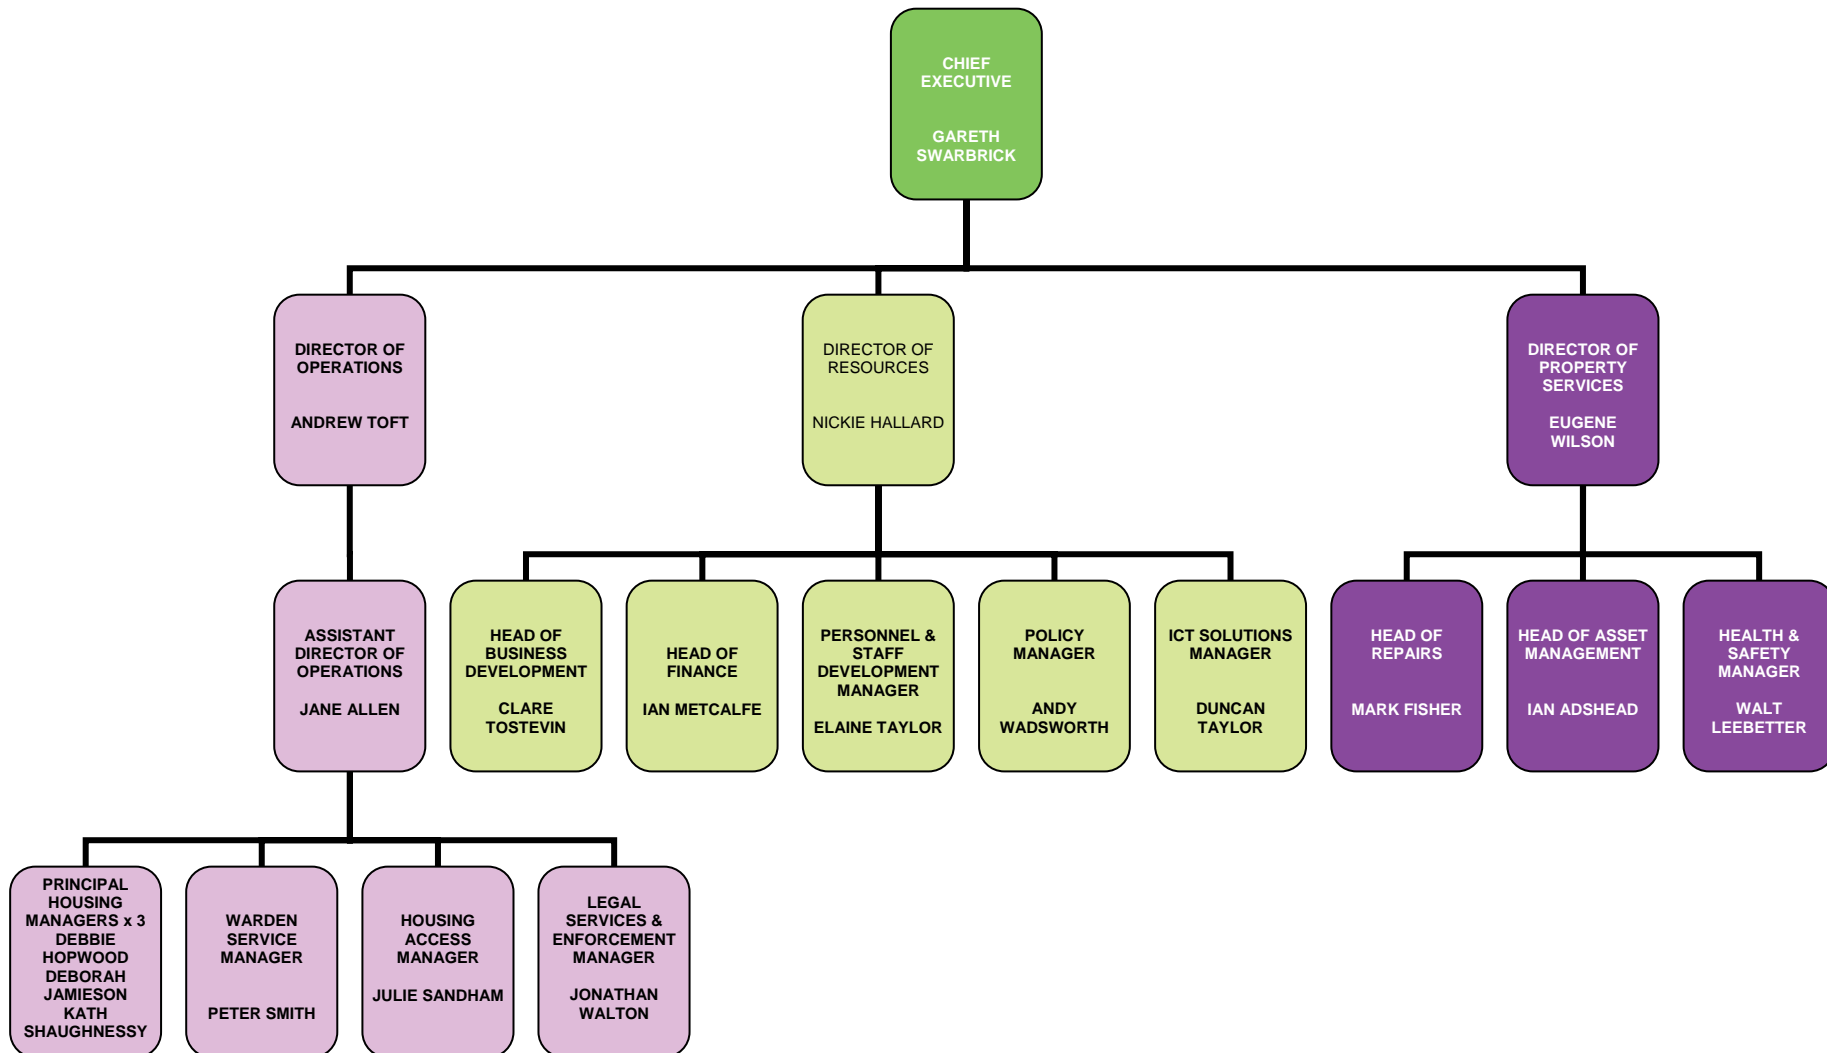 CHIEF
EXECUTIVE
GARETH
SWARBRICK
DIRECTOR OF
OPERATIONS
ANDREW TOFT
DIRECTOR OF
RESOURCES
NICKIE HALLARD
DIRECTOR OF
PROPERTY
SERVICES
EUGENE
WILSON
ASSISTANT
DIRECTOR OF
OPERATIONS
JANE ALLEN
HEAD OF
BUSINESS
DEVELOPMENT
CLARE
TOSTEVIN
HEAD OF
FINANCE
IAN METCALFE
PERSONNEL &
STAFF
DEVELOPMENT
MANAGER
ELAINE TAYLOR
POLICY
MANAGER
ANDY
WADSWORTH
ICT SOLUTIONS
MANAGER
DUNCAN
TAYLOR
HEAD OF
REPAIRS
MARK FISHER
HEAD OF ASSET
MANAGEMENT
IAN ADSHEAD
HEALTH &
SAFETY
MANAGER
WALT
LEEBETTER
PRINCIPAL
HOUSING
MANAGERS x 3
DEBBIE
HOPWOOD
DEBORAH
JAMIESON
KATH
SHAUGHNESSY
WARDEN
SERVICE
MANAGER
PETER SMITH
HOUSING
ACCESS
MANAGER
JULIE SANDHAM
LEGAL
SERVICES &
ENFORCEMENT
MANAGER
JONATHAN
WALTON